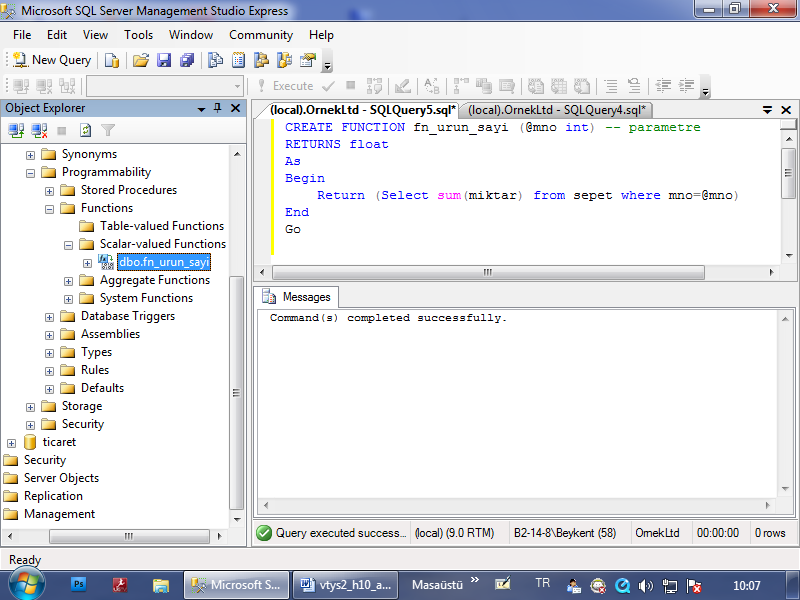 Microsoft SQL Server Management Studio Express
File Edit View Tools Window Community Help
New Query
Execute
Object Explorer
Synonyms
Programmability
Stored Procedures
Functions
Table-valued Functions
Scalar-valued Functions
dbo.fn_urun_sayi
Aggregate Functions
System Functions
Database Triggers
Assemblies
Types
Rules
Defaults
Storage
Security
ticaret
Security
Server Objects
Replication
Management
(local).OrnekLtd - SQLQuery5.sql* (local).OrnekLtd - SQLQuery4.sql*
CREATE FUNCTION fn_urun_sayi (@mno int) -- parametre
RETURNS float
As
Begin
Return (Select sum(miktar) from sepet where mno=@mno)
End
Go
Messages
Command(s) completed successfully.
Query executed success... (local) (9.0 RTM) B2-14-8\Beykent (58) OrnekLtd 00:00:00 0 rows
Ready
Ps Microsoft S... vtys2_h10_a... Masaüstü » TR 10:07